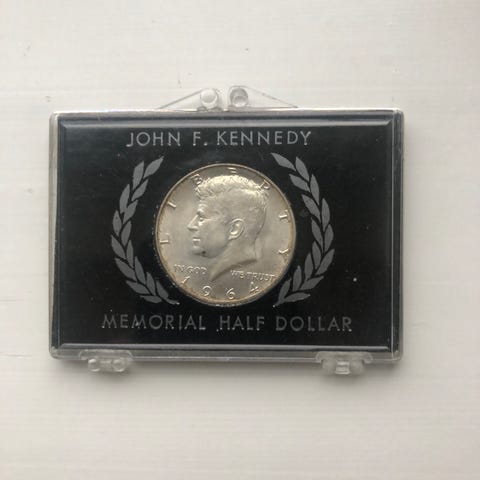 JOHN F. KENNEDY
LIBERTY
IN GOD WE TRUST
1964
MEMORIAL HALF DOLLAR